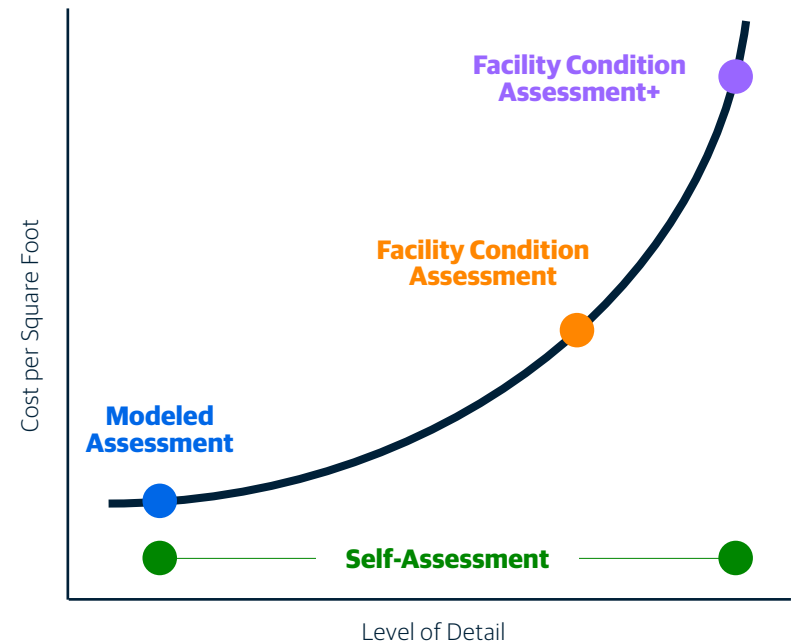 Facility Condition
Assessment+
Facility Condition
Assessment
Modeled
Assessment
Self-Assessment
Cost per Square Foot
Level of Detail